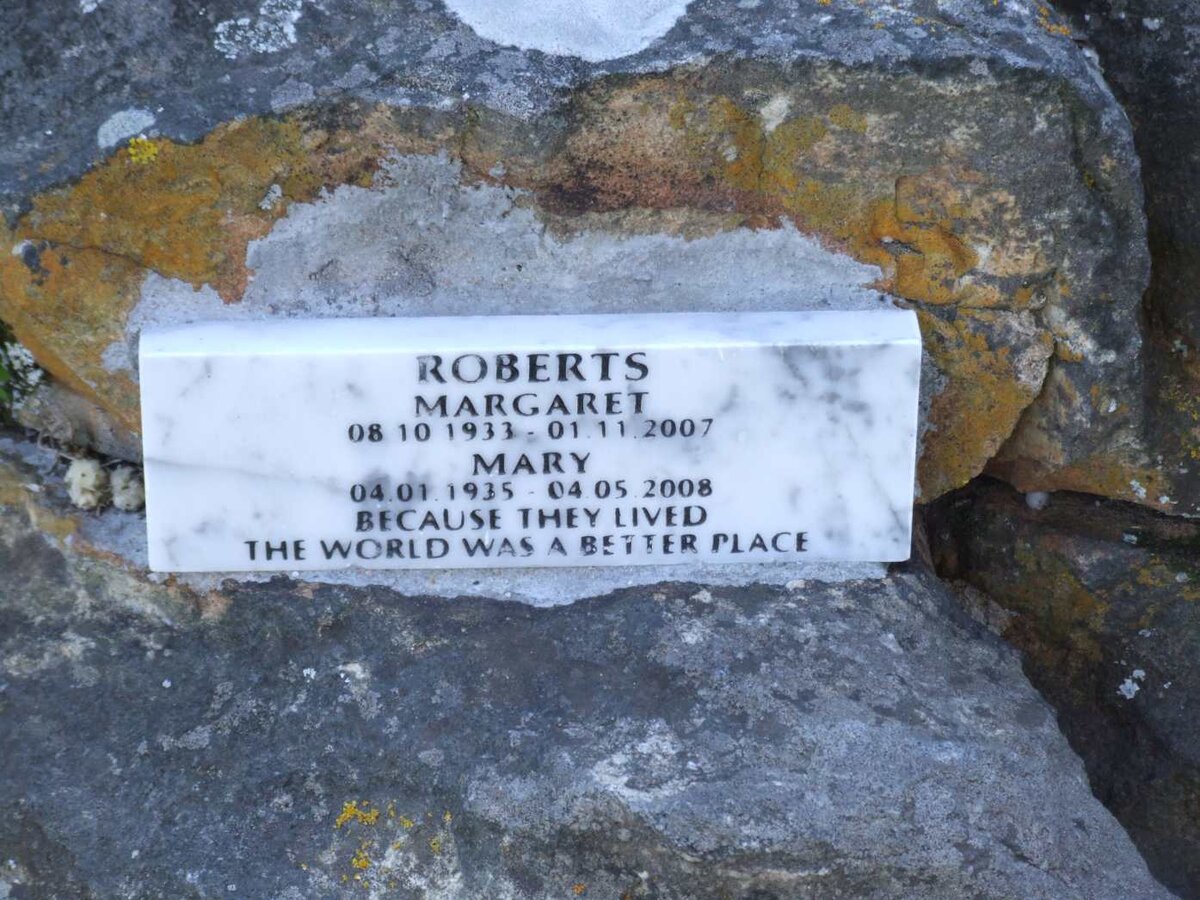 ROBERTS
MARGARET
08 10 1933 - 01.11.2007
MARY
04.01.1935 - 04.05.2008
BECAUSE THEY LIVED
THE WORLD WAS A BETTER PLACE